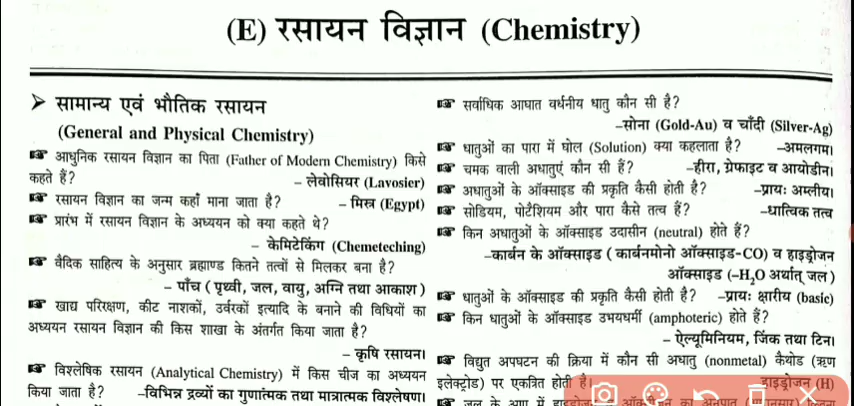 (E) रसायन विज्ञान (Chemistry)
➤ सामान्य एवं भौतिक रसायन
(General and Physical Chemistry)
☞ आधुनिक रसायन विज्ञान का पिता (Father of Modern Chemistry) किसे
कहते हैं? – लेवोसियर (Lavosier)
☞ रसायन विज्ञान का जन्म कहाँ माना जाता है? – मिस्र (Egypt)
☞ प्रारंभ में रसायन विज्ञान के अध्ययन को क्या कहते थे?
– केमिटेकिंग (Chemeteching)
☞ वैदिक साहित्य के अनुसार ब्रह्माण्ड कितने तत्वों से मिलकर बना है?
– पाँच (पृथ्वी, जल, वायु, अग्नि तथा आकाश)
☞ खाद्य परिरक्षण, कीट नाशकों, उर्वरकों इत्यादि के बनाने की विधियों का
अध्ययन रसायन विज्ञान की किस शाखा के अंतर्गत किया जाता है?
– कृषि रसायन।
☞ विश्लेषिक रसायन (Analytical Chemistry) में किस चीज का अध्ययन
किया जाता है? –विभिन्न द्रव्यों का गुणात्मक तथा मात्रात्मक विश्लेषण।
☞ सर्वाधिक आघात वर्धनीय धातु कौन सी है?
–सोना (Gold-Au) व चाँदी (Silver-Ag)
☞ धातुओं का पारा में घोल (Solution) क्या कहलाता है? –अमलगम।
☞ चमक वाली अधातुएं कौन सी हैं? –हीरा, ग्रेफाइट व आयोडीन।
☞ अधातुओं के ऑक्साइड की प्रकृति कैसी होती है? –प्रायः अम्लीय।
☞ सोडियम, पोटैशियम और पारा कैसे तत्व हैं? –धात्विक तत्व
☞ किन अधातुओं के ऑक्साइड उदासीन (neutral) होते हैं?
–कार्बन के ऑक्साइड (कार्बनमोनो ऑक्साइड-CO) व हाइड्रोजन
ऑक्साइड (–H₂O अर्थात् जल)
☞ धातुओं के ऑक्साइड की प्रकृति कैसी होती है? –प्रायः क्षारीय (basic)
☞ किन धातुओं के ऑक्साइड उभयधर्मी (amphoteric) होते हैं?
– ऐल्यूमिनियम, जिंक तथा टिन।
☞ विद्युत अपघटन की क्रिया में कौन सी अधातु (nonmetal) कैथोड (ऋण
इलेक्ट्रोड) पर एकत्रित होती है। हाइड्रोजन (H)
☞ जल के अणु में